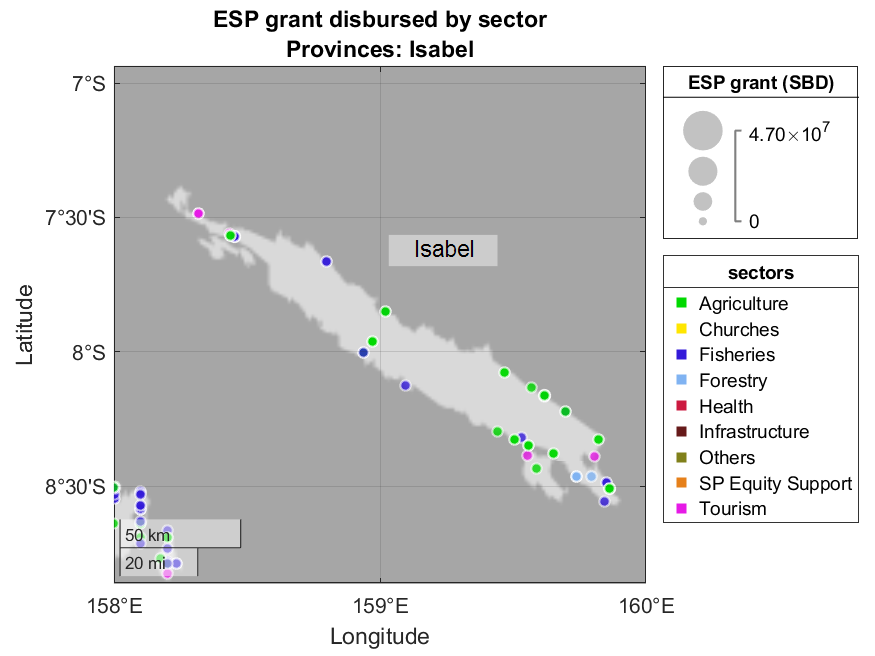 ESP grant disbursed by sector
Provinces: Isabel
7°S
7°30'S
8°S
8°30'S
Latitude
Isabel
50 km
20 mi
158°E
159°E
160°E
Longitude
ESP grant (SBD)
4.70×10⁷
0
sectors
Agriculture
Churches
Fisheries
Forestry
Health
Infrastructure
Others
SP Equity Support
Tourism